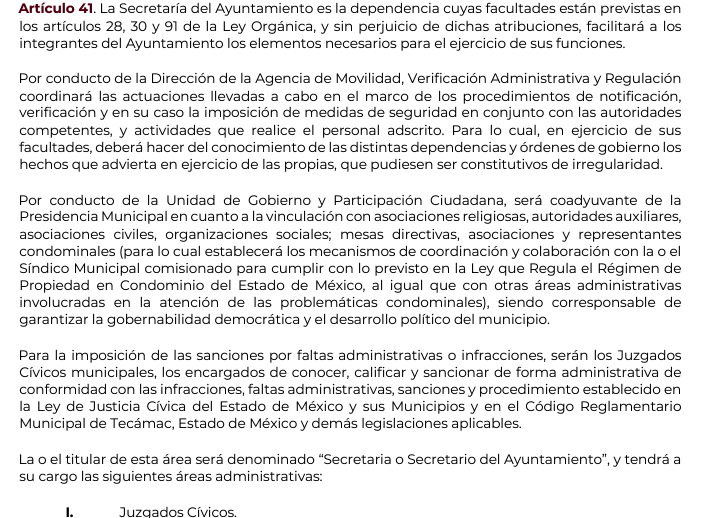 Artículo 41. La Secretaría del Ayuntamiento es la dependencia cuyas facultades están previstas en
los artículos 28, 30 y 91 de la Ley Orgánica, y sin perjuicio de dichas atribuciones, facilitará a los
integrantes del Ayuntamiento los elementos necesarios para el ejercicio de sus funciones.
Por conducto de la Dirección de la Agencia de Movilidad, Verificación Administrativa y Regulación
coordinará las actuaciones llevadas a cabo en el marco de los procedimientos de notificación,
verificación y en su caso la imposición de medidas de seguridad en conjunto con las autoridades
competentes, y actividades que realice el personal adscrito. Para lo cual, en ejercicio de sus
facultades, deberá hacer del conocimiento de las distintas dependencias y órdenes de gobierno los
hechos que advierta en ejercicio de las propias, que pudiesen ser constitutivos de irregularidad.
Por conducto de la Unidad de Gobierno y Participación Ciudadana, será coadyuvante de la
Presidencia Municipal en cuanto a la vinculación con asociaciones religiosas, autoridades auxiliares,
asociaciones civiles, organizaciones sociales; mesas directivas, asociaciones y representantes
condominales (para lo cual establecerá los mecanismos de coordinación y colaboración con la o el
Síndico Municipal comisionado para cumplir con lo previsto en la Ley que Regula el Régimen de
Propiedad en Condominio del Estado de México, al igual que con otras áreas administrativas
involucradas en la atención de las problemáticas condominales), siendo corresponsable de
garantizar la gobernabilidad democrática y el desarrollo político del municipio.
Para la imposición de las sanciones por faltas administrativas o infracciones, serán los Juzgados
Cívicos municipales, los encargados de conocer, calificar y sancionar de forma administrativa de
conformidad con las infracciones, faltas administrativas, sanciones y procedimiento establecido en
la Ley de Justicia Cívica del Estado de México y sus Municipios y en el Código Reglamentario
Municipal de Tecámac, Estado de México y demás legislaciones aplicables.
La o el titular de esta área será denominado “Secretaria o Secretario del Ayuntamiento”, y tendrá a
su cargo las siguientes áreas administrativas:
I. Juzgados Cívicos.